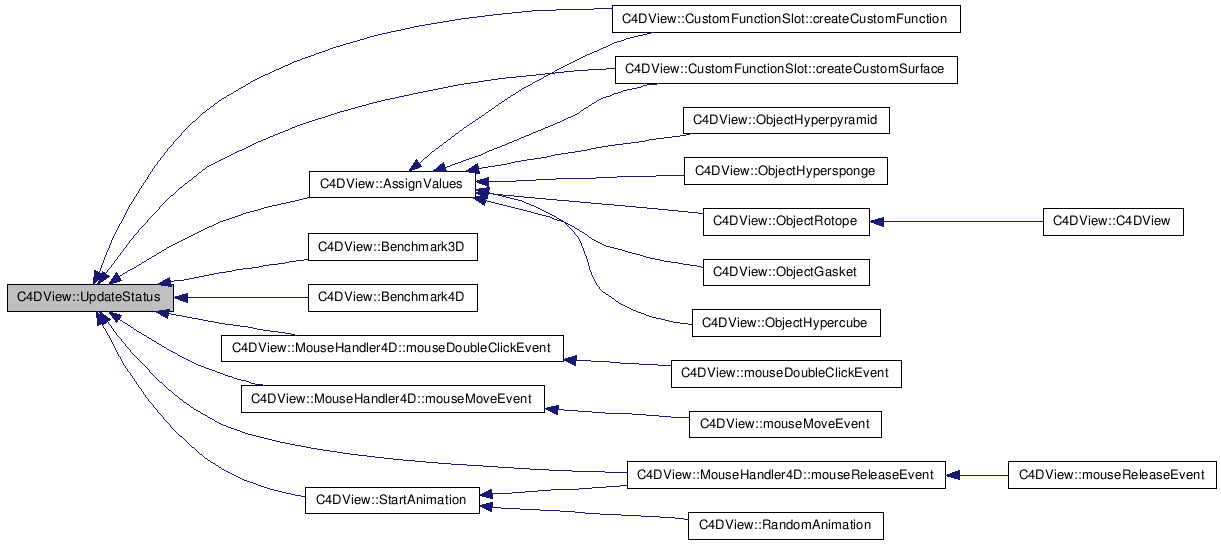 C4DView::CustomFunctionSlot::createCustomFunction
C4DView::CustomFunctionSlot::createCustomSurface
C4DView::ObjectHyperpyramid
C4DView::ObjectHypersponge
C4DView::AssignValues
C4DView::ObjectRotope
C4DView::C4DView
C4DView::Benchmark3D
C4DView::ObjectGasket
C4DView::UpdateStatus
C4DView::Benchmark4D
C4DView::ObjectHypercube
C4DView::MouseHandler4D::mouseDoubleClickEvent
C4DView::mouseDoubleClickEvent
C4DView::MouseHandler4D::mouseMoveEvent
C4DView::mouseMoveEvent
C4DView::MouseHandler4D::mouseReleaseEvent
C4DView::mouseReleaseEvent
C4DView::StartAnimation
C4DView::RandomAnimation